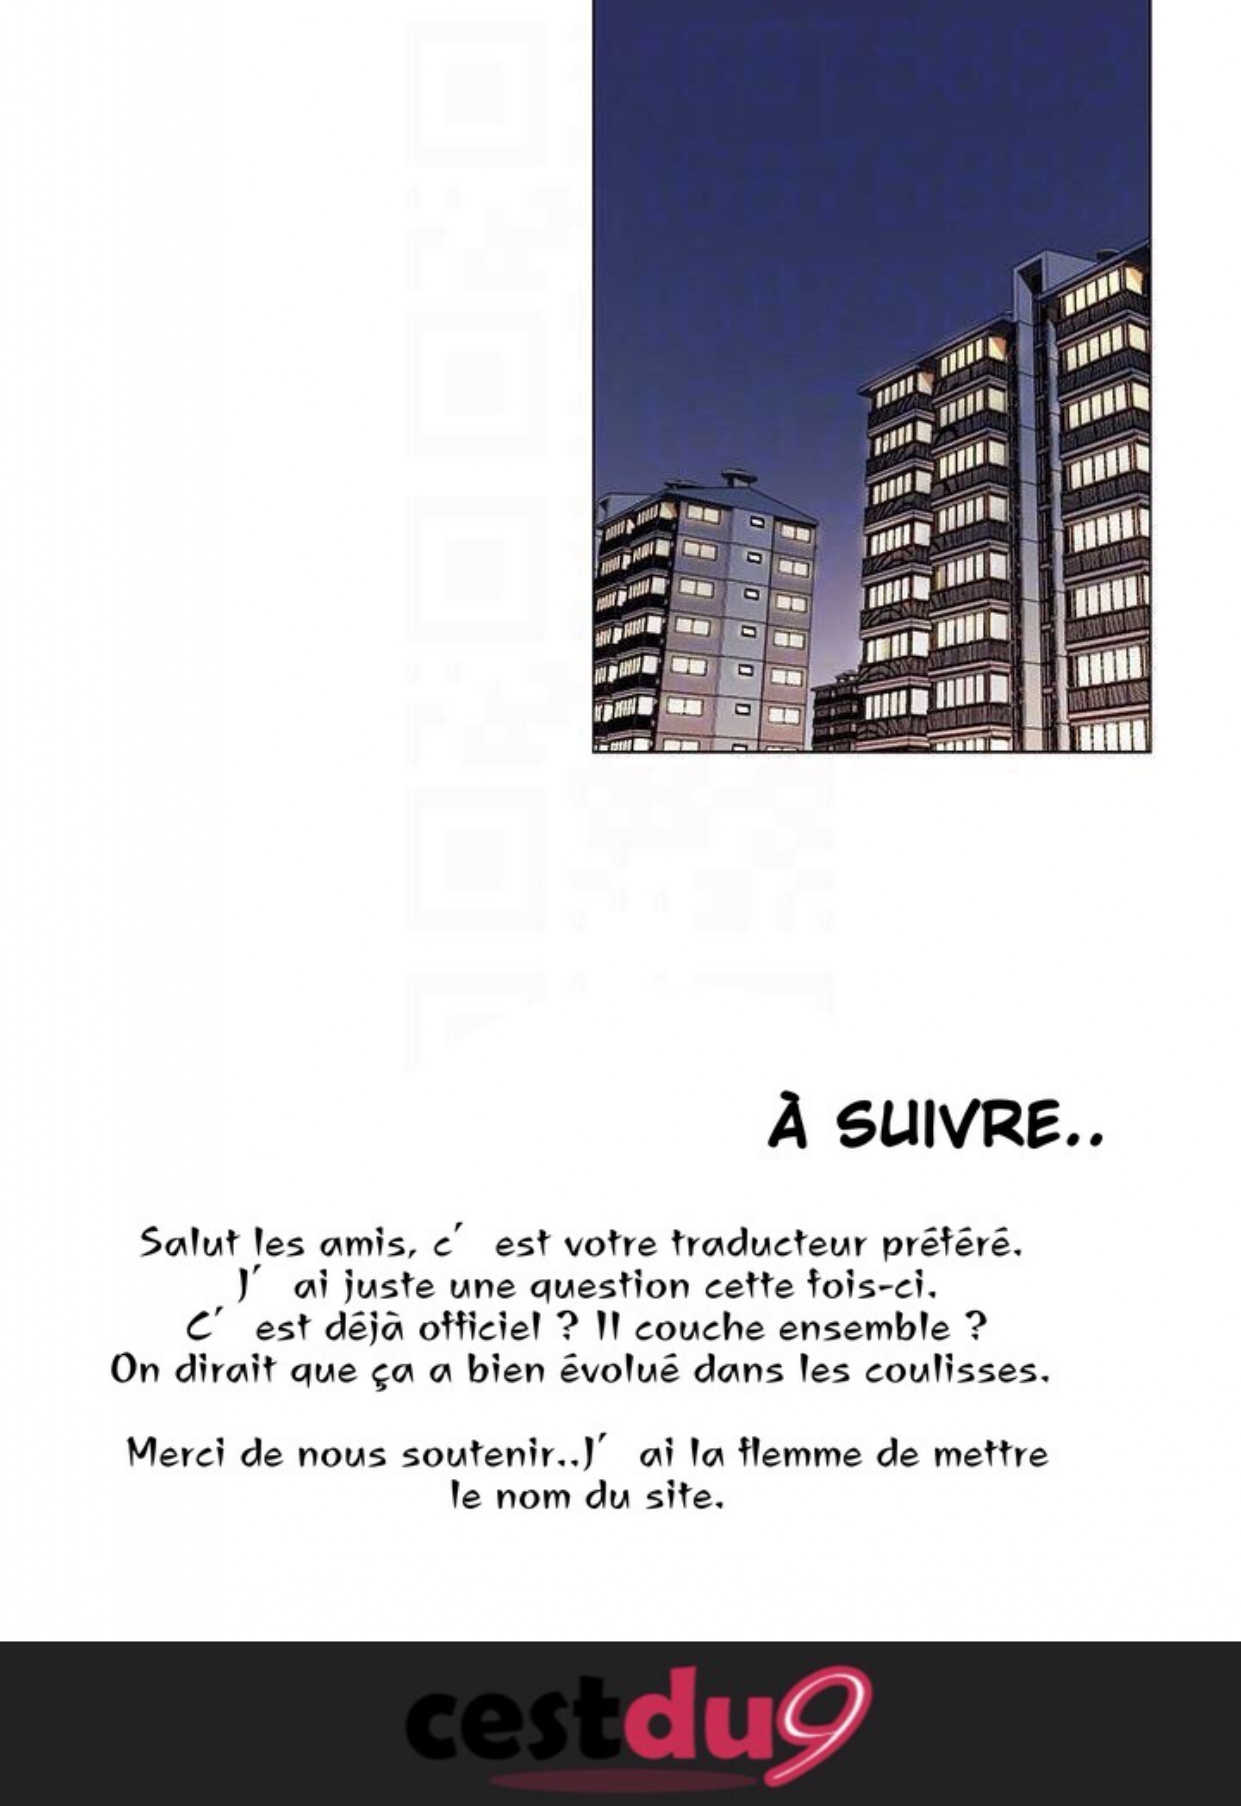 À SUIVRE..
Salut les amis, c' est votre traducteur préféré.
J' ai juste une question cette fois-ci.
C' est déjà officiel ? Il couche ensemble ?
On dirait que ça a bien évolué dans les coulisses.
Merci de nous soutenir..J' ai la flemme de mettre
le nom du site.
cestdu9